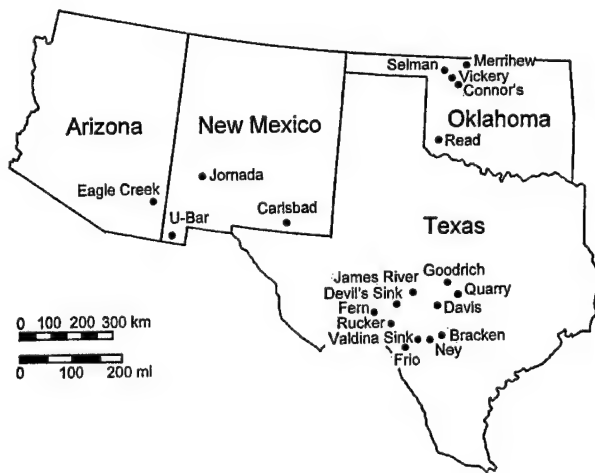 Merrihew
Selman
Vickery
Connor's
Arizona
New Mexico
Oklahoma
Read
Jornada
Eagle Creek
Carlsbad
U-Bar
Texas
James River
Goodrich
Devil's Sink
Quarry
Fern
Davis
Rucker
Valdina Sink
Bracken
Ney
Frio
0 100 200 300 km
0 100 200 ml